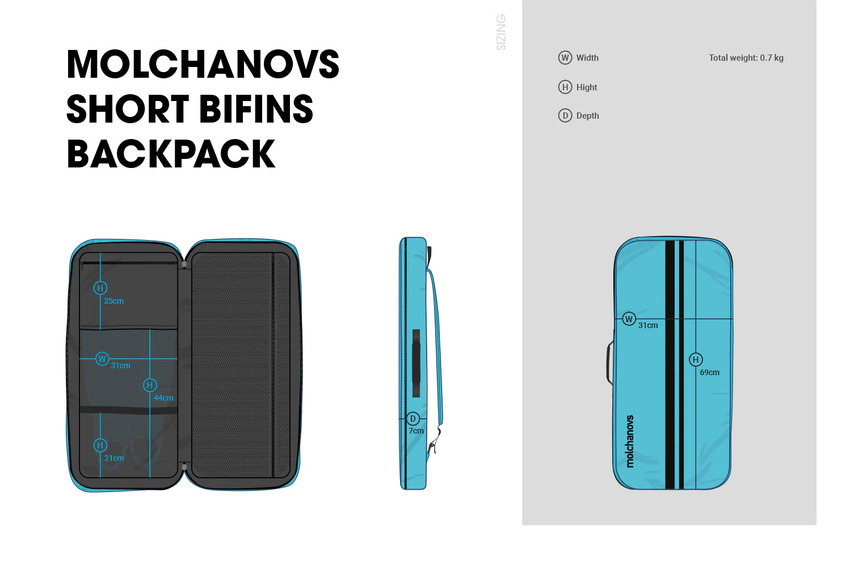 MOLCHANOVS
SHORT BIFINS
BACKPACK
SIZING
W Width
Total weight: 0.7 kg
H Hight
D Depth
H
25cm
W
31cm
H
44cm
H
21cm
D
7cm
W
31cm
H
69cm
molchanovs